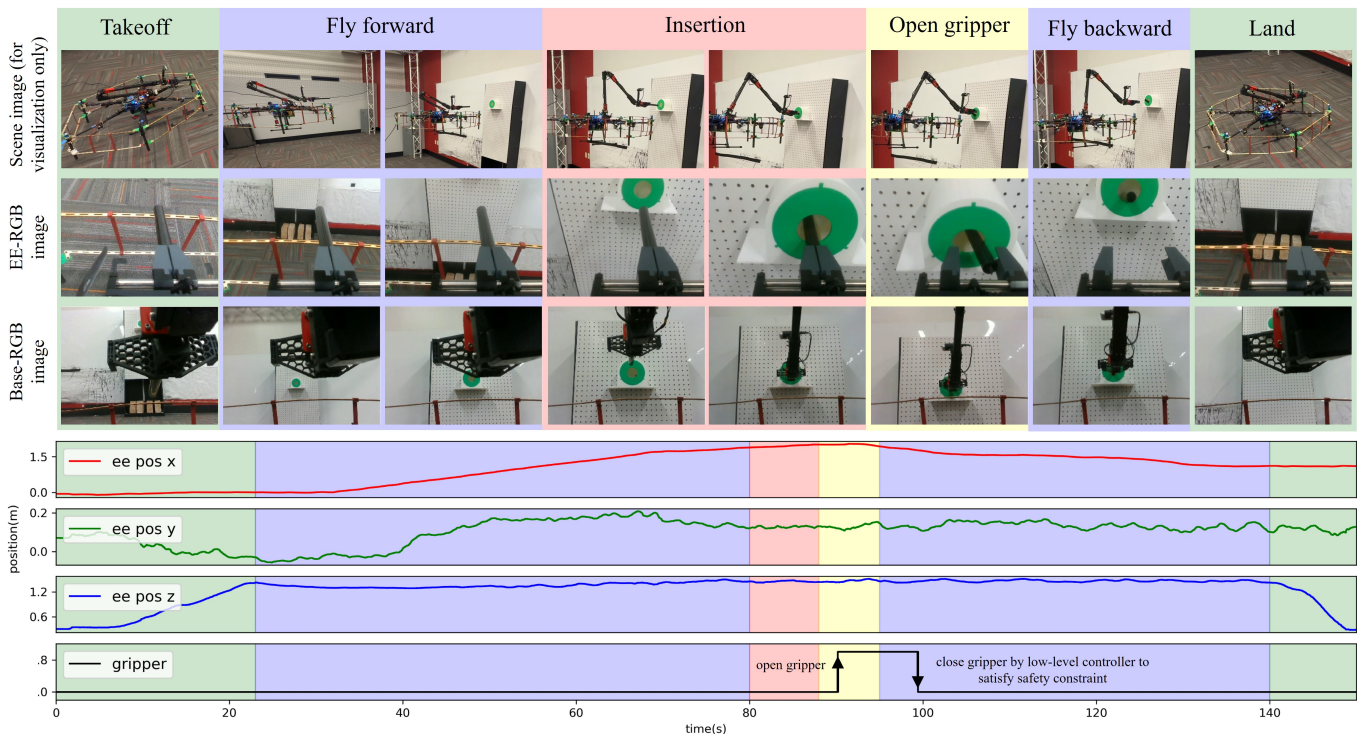 Takeoff
Fly forward
Insertion
Open gripper
Fly backward
Land
Scene image (for
visualization only)
EE-RGB
image
Base-RGB
image
position(m)
1.5
0.0
ee pos x
0.2
0.0
ee pos y
1.2
0.6
ee pos z
.8
.0
gripper
open gripper
close gripper by low-level controller to
satisfy safety constraint
0
20
40
60
80
100
120
140
time(s)